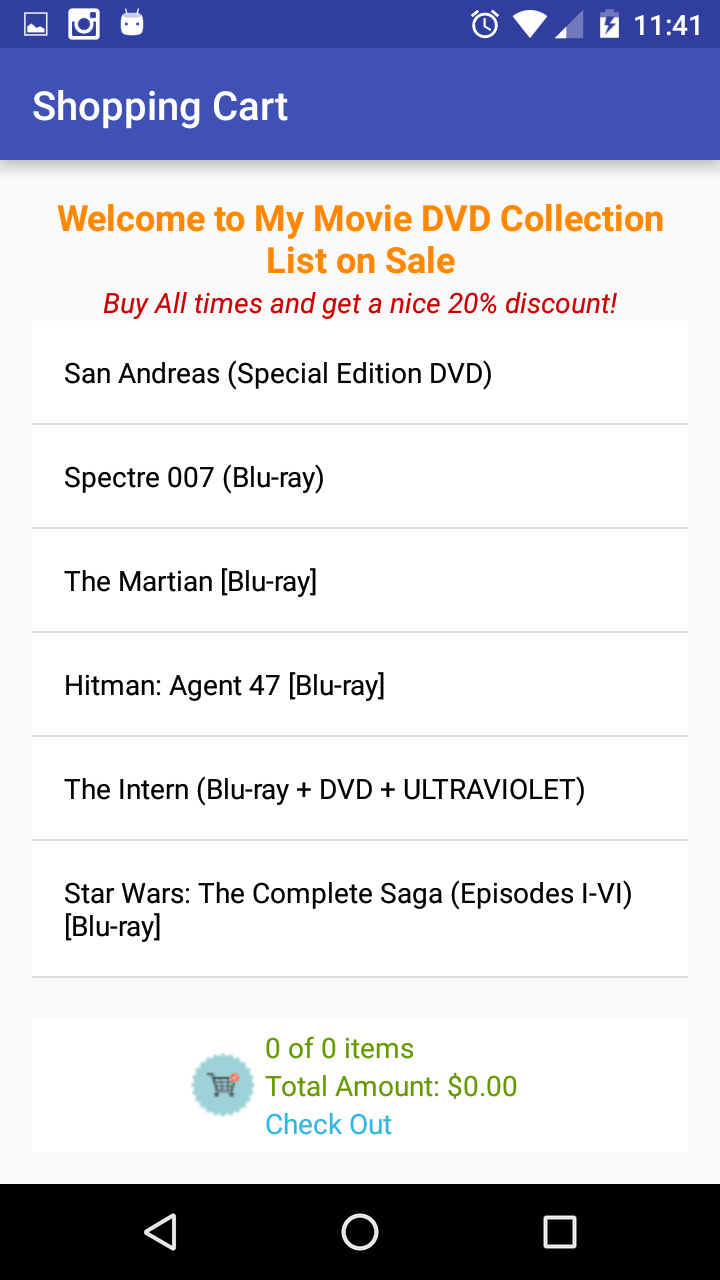 11:41
Shopping Cart
Welcome to My Movie DVD Collection
List on Sale
Buy All times and get a nice 20% discount!
San Andreas (Special Edition DVD)
Spectre 007 (Blu-ray)
The Martian [Blu-ray]
Hitman: Agent 47 [Blu-ray]
The Intern (Blu-ray + DVD + ULTRAVIOLET)
Star Wars: The Complete Saga (Episodes I-VI)
[Blu-ray]
0 of 0 items
Total Amount: $0.00
Check Out